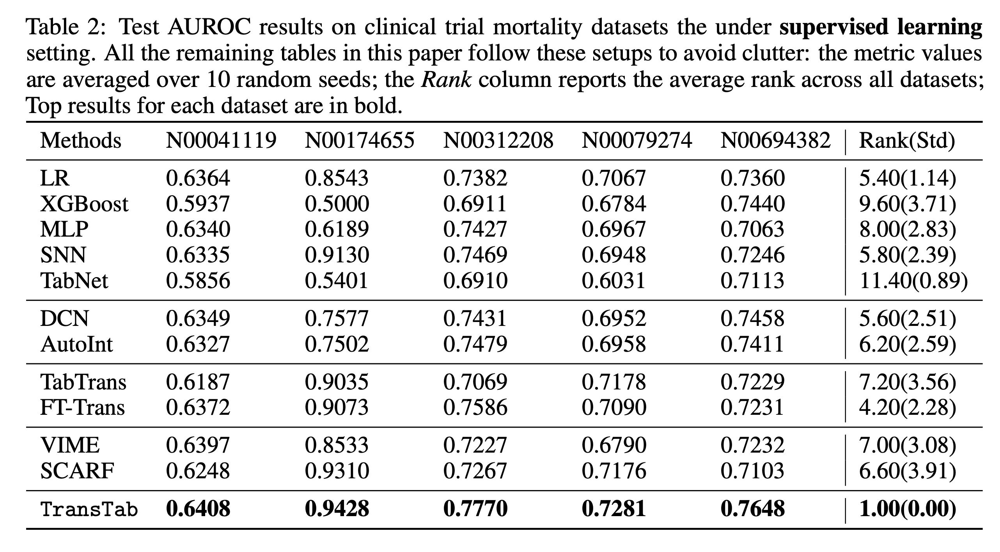 Table 2: Test AUROC results on clinical trial mortality datasets the under supervised learning
setting. All the remaining tables in this paper follow these setups to avoid clutter: the metric values
are averaged over 10 random seeds; the Rank column reports the average rank across all datasets;
Top results for each dataset are in bold.
Methods N00041119 N00174655 N00312208 N00079274 N00694382 Rank(Std)
LR 0.6364 0.8543 0.7382 0.7067 0.7360 5.40(1.14)
XGBoost 0.5937 0.5000 0.6911 0.6784 0.7440 9.60(3.71)
MLP 0.6340 0.6189 0.7427 0.6967 0.7063 8.00(2.83)
SNN 0.6335 0.9130 0.7469 0.6948 0.7246 5.80(2.39)
TabNet 0.5856 0.5401 0.6910 0.6031 0.7113 11.40(0.89)
DCN 0.6349 0.7577 0.7431 0.6952 0.7458 5.60(2.51)
AutoInt 0.6327 0.7502 0.7479 0.6958 0.7411 6.20(2.59)
TabTrans 0.6187 0.9035 0.7069 0.7178 0.7229 7.20(3.56)
FT-Trans 0.6372 0.9073 0.7586 0.7090 0.7231 4.20(2.28)
VIME 0.6397 0.8533 0.7227 0.6790 0.7232 7.00(3.08)
SCARF 0.6248 0.9310 0.7267 0.7176 0.7103 6.60(3.91)
TransTab 0.6408 0.9428 0.7770 0.7281 0.7648 1.00(0.00)